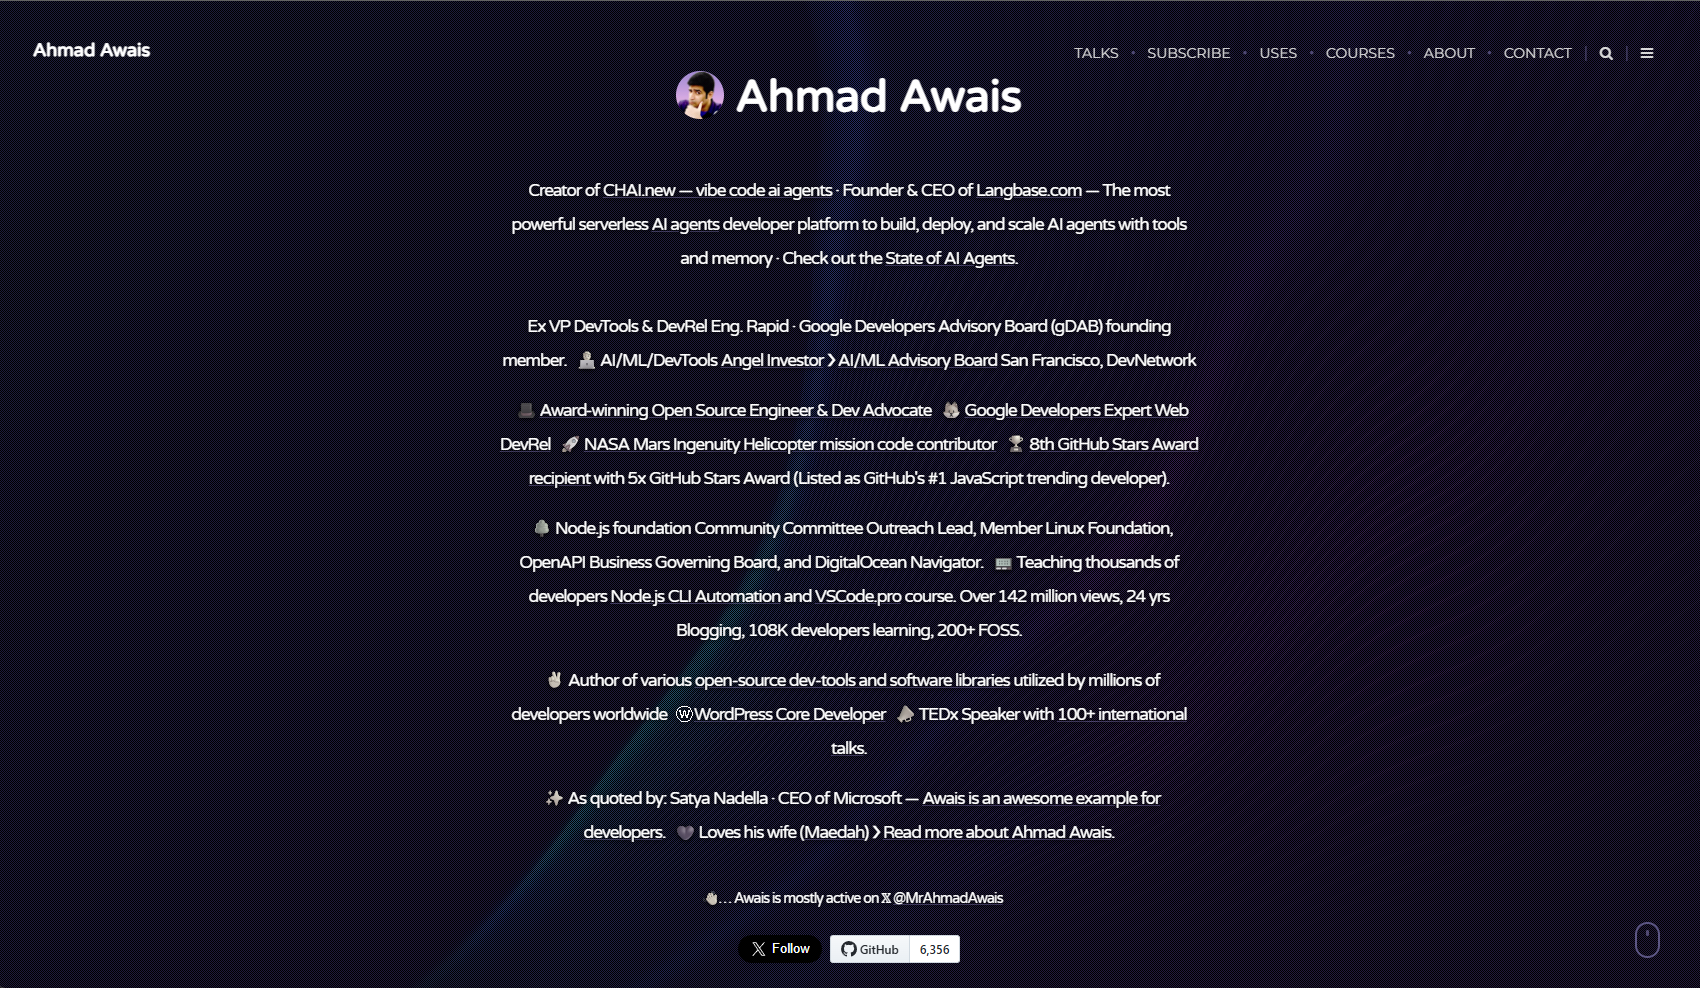 Ahmad Awais
TALKS • SUBSCRIBE • USES • COURSES • ABOUT • CONTACT
Ahmad Awais
Creator of CHAI.new — vibe code ai agents · Founder & CEO of Langbase.com — The most
powerful serverless AI agents developer platform to build, deploy, and scale AI agents with tools
and memory · Check out the State of AI Agents.
Ex VP DevTools & DevRel Eng. Rapid · Google Developers Advisory Board (gDAB) founding
member. AI/ML/DevTools Angel Investor ❯ AI/ML Advisory Board San Francisco, DevNetwork
Award-winning Open Source Engineer & Dev Advocate Google Developers Expert Web
DevRel NASA Mars Ingenuity Helicopter mission code contributor 8th GitHub Stars Award
recipient with 5x GitHub Stars Award (Listed as GitHub's #1 JavaScript trending developer).
Node.js foundation Community Committee Outreach Lead, Member Linux Foundation,
OpenAPI Business Governing Board, and DigitalOcean Navigator. Teaching thousands of
developers Node.js CLI Automation and VSCode.pro course. Over 142 million views, 24 yrs
Blogging, 108K developers learning, 200+ FOSS.
Author of various open-source dev-tools and software libraries utilized by millions of
developers worldwide WordPress Core Developer TEDx Speaker with 100+ international
talks.
As quoted by: Satya Nadella · CEO of Microsoft — Awais is an awesome example for
developers. Loves his wife (Maedah) ❯ Read more about Ahmad Awais.
… Awais is mostly active on 𝕏 @MrAhmadAwais
Follow
GitHub 6,356